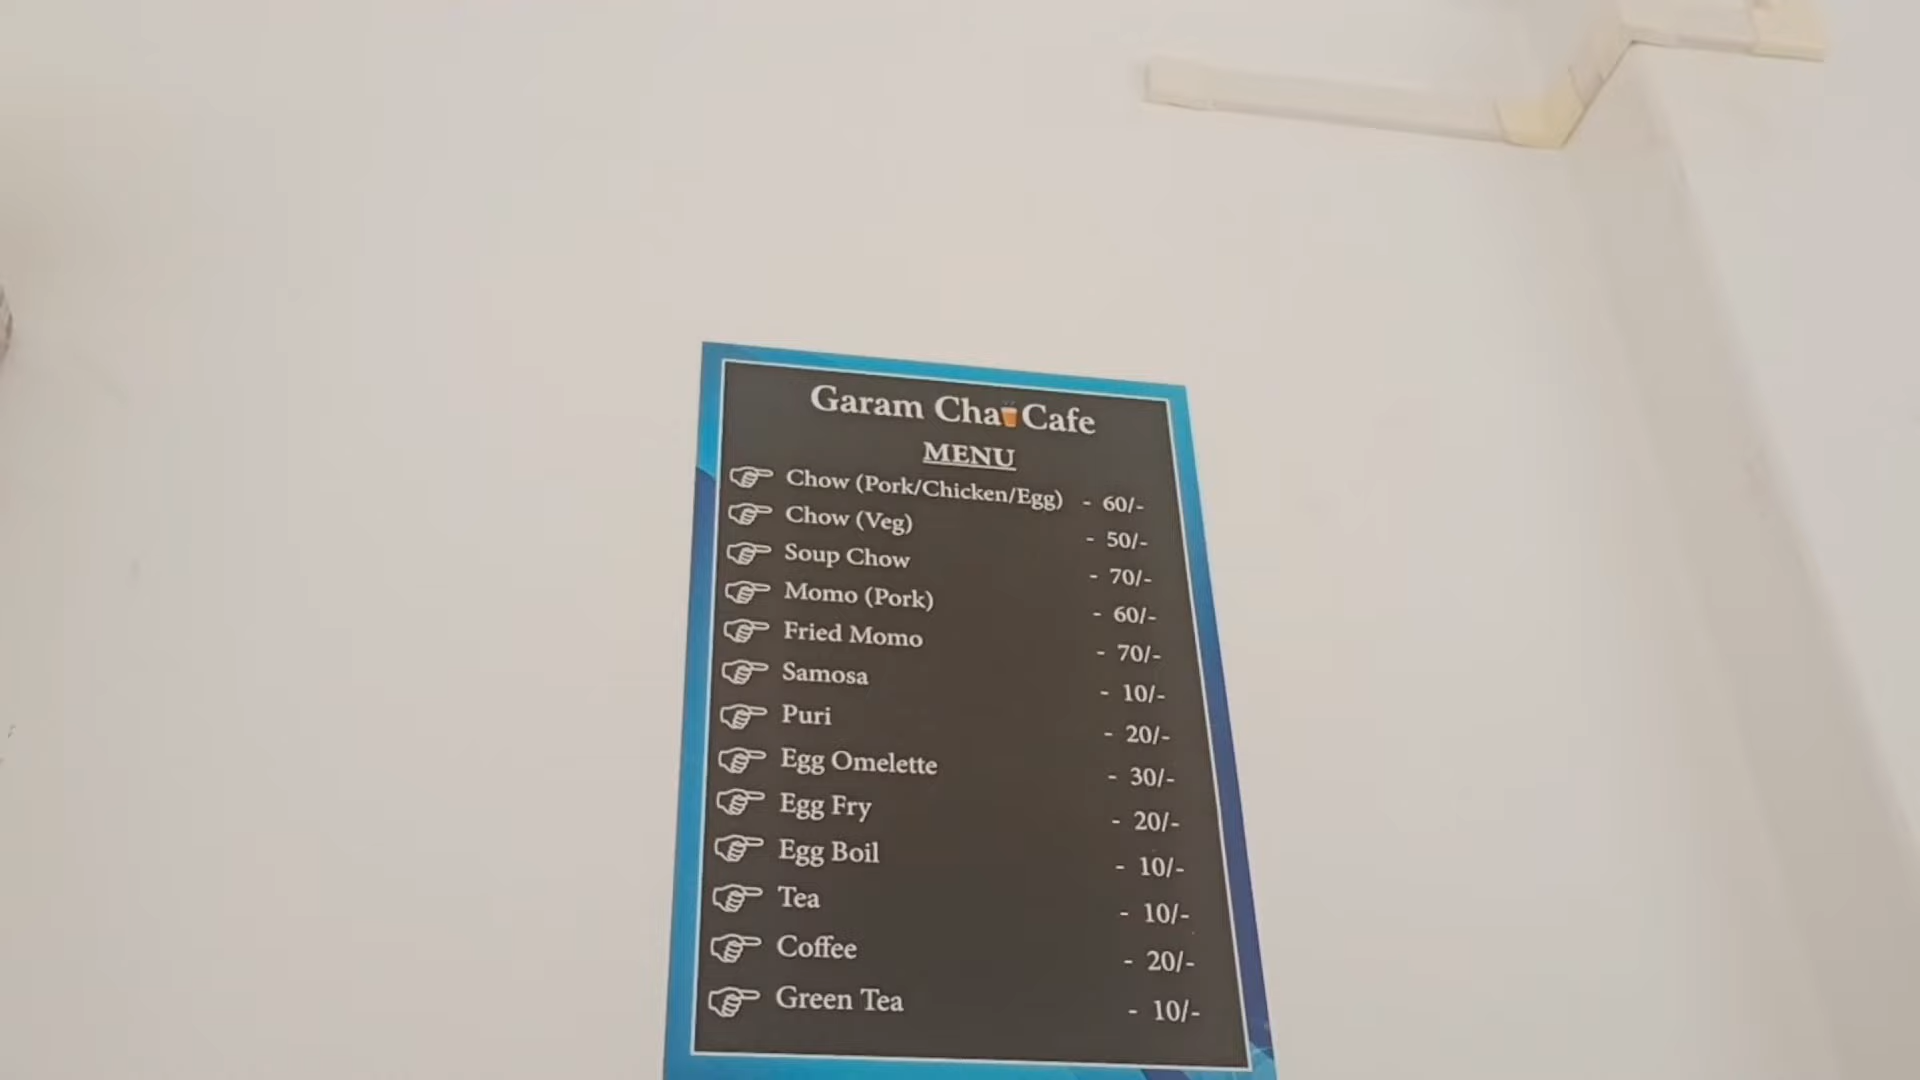 Garam Chai Cafe
MENU
Chow (Pork/Chicken/Egg) - 60/-
Chow (Veg) - 50/-
Soup Chow - 70/-
Momo (Pork) - 60/-
Fried Momo - 70/-
Samosa - 10/-
Puri - 20/-
Egg Omelette - 30/-
Egg Fry - 20/-
Egg Boil - 10/-
Tea - 10/-
Coffee - 20/-
Green Tea - 10/-